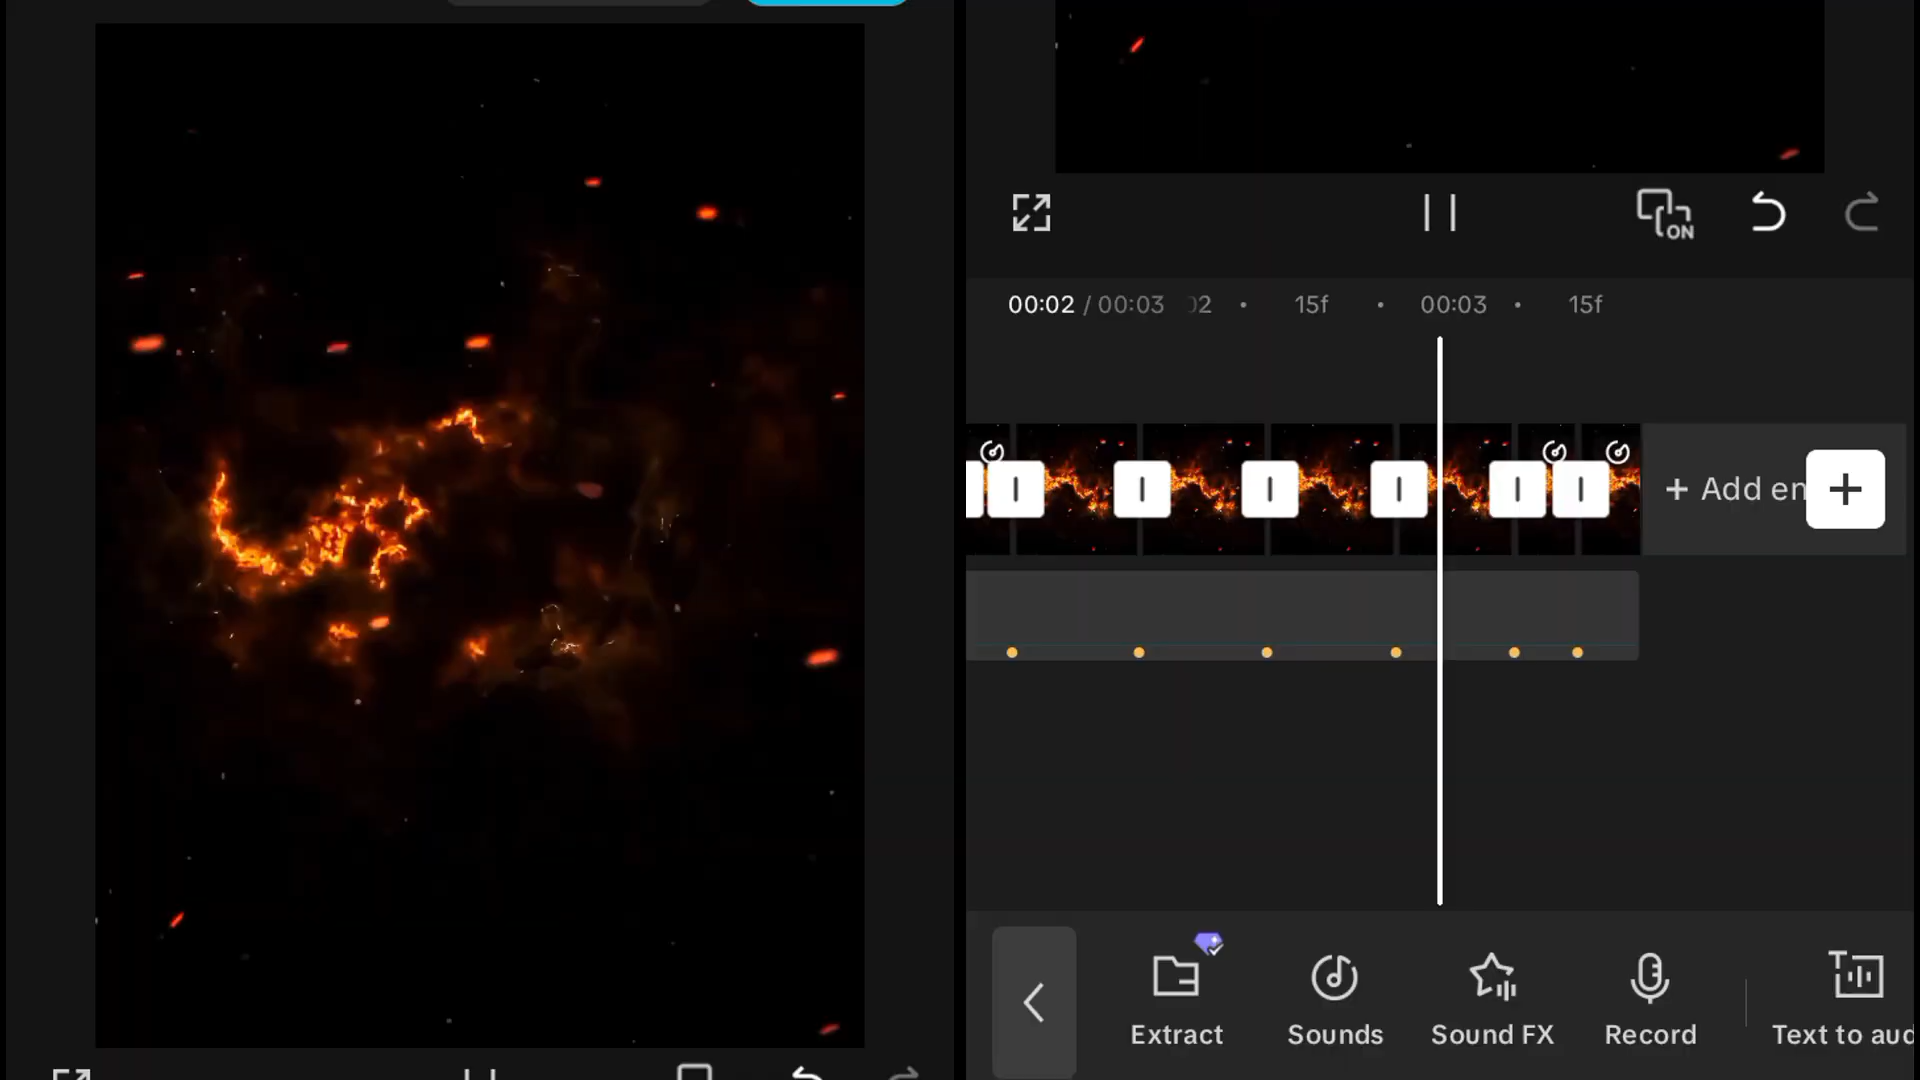 ON
00:02 / 00:03
15f
00:03
15f
+ Add en
Extract
Sounds
Sound FX
Record
Text to aud